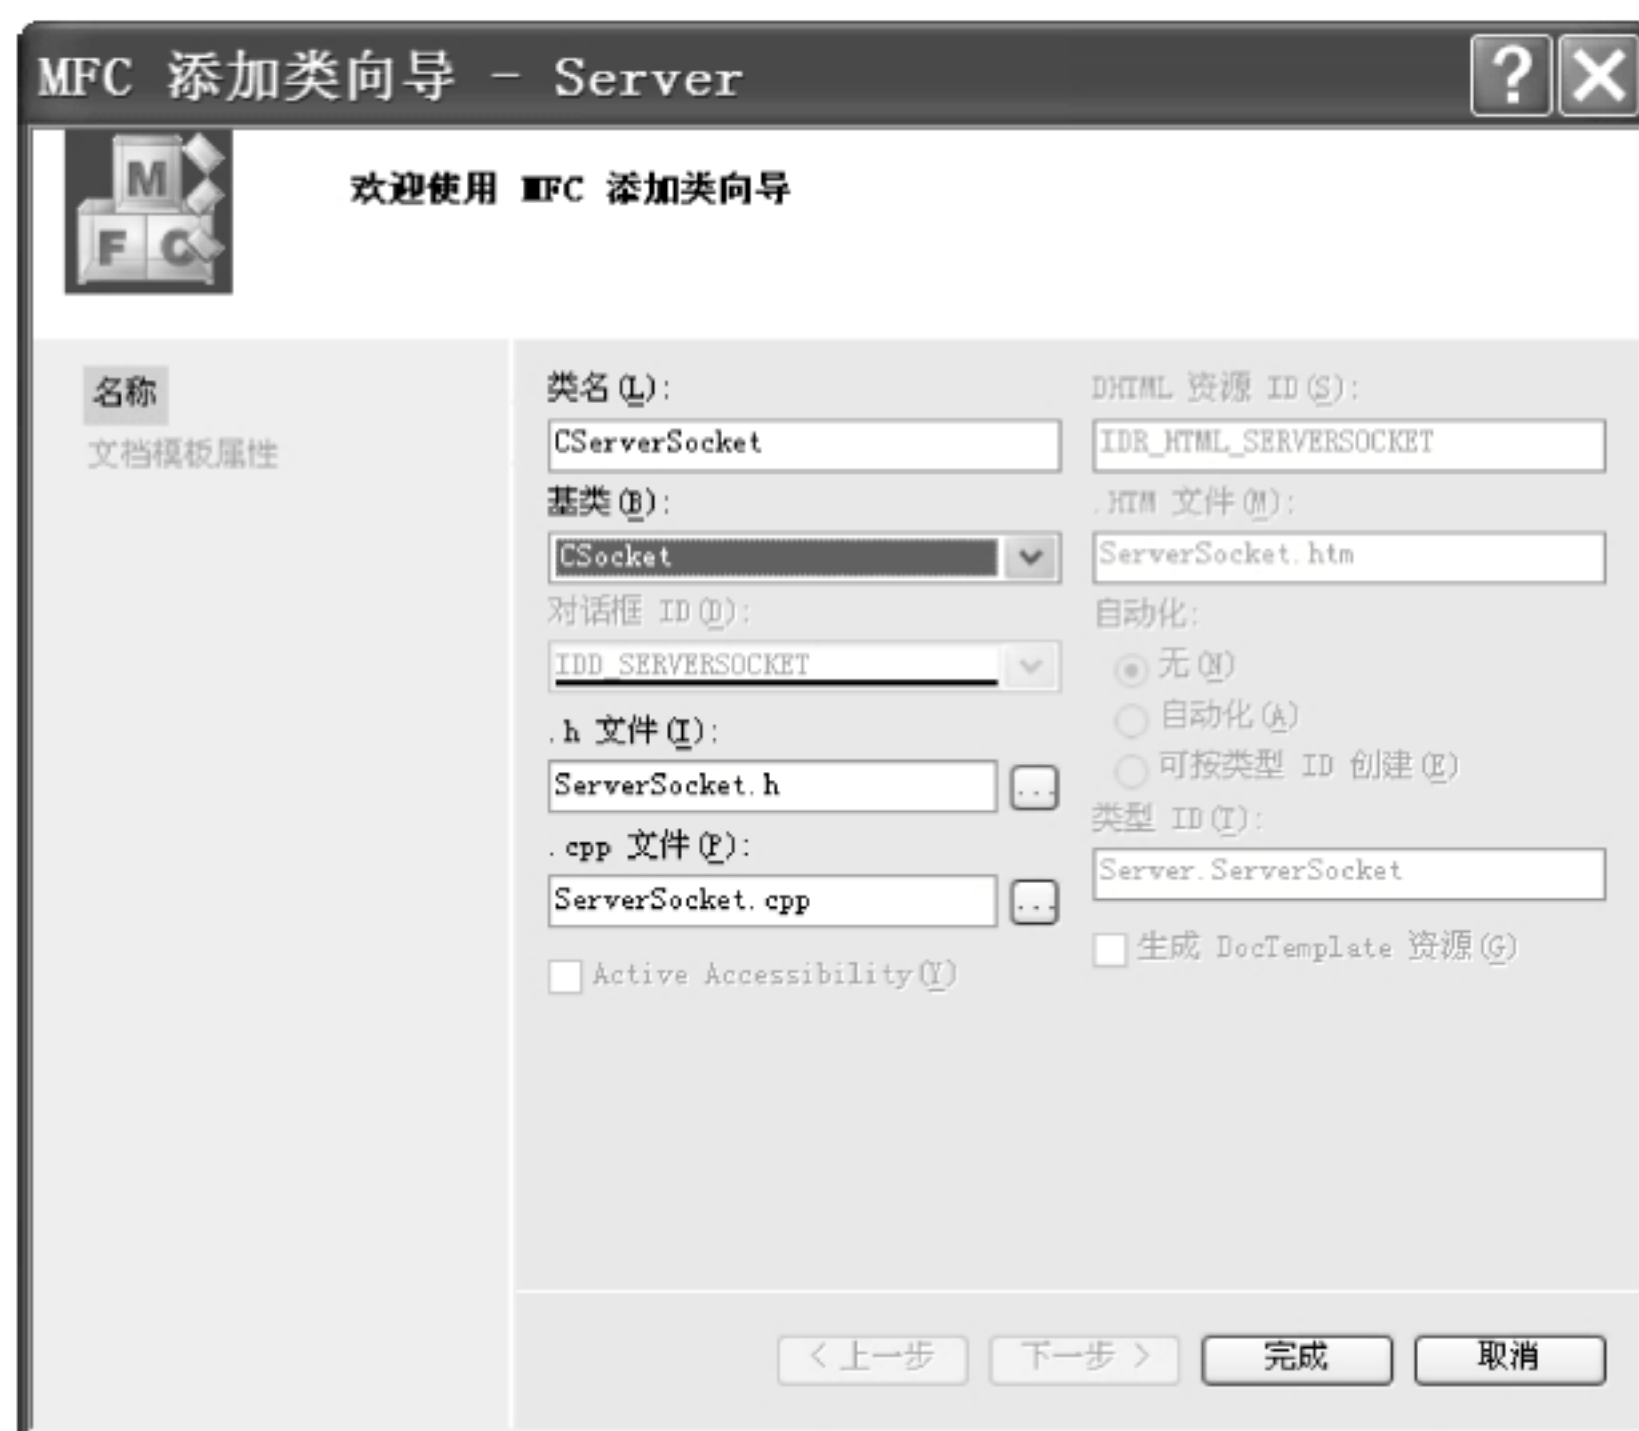 MFC 添加类向导 - Server
M
F C
欢迎使用 MFC 添加类向导
名称
文档模板属性
类名(L):
CServerSocket
基类(B):
CSocket
对话框 ID(D):
IDD_SERVERSOCKET
.h 文件(I):
ServerSocket.h
...
.cpp 文件(P):
ServerSocket.cpp
...
Active Accessibility(Y)
DHTML 资源 ID(S):
IDR_HTML_SERVERSOCKET
.HTM 文件(M):
ServerSocket.htm
自动化:
无(N)
自动化(A)
可按类型 ID 创建(E)
类型 ID(T):
Server.ServerSocket
生成 DocTemplate 资源(G)
< 上一步
下一步 >
完成
取消